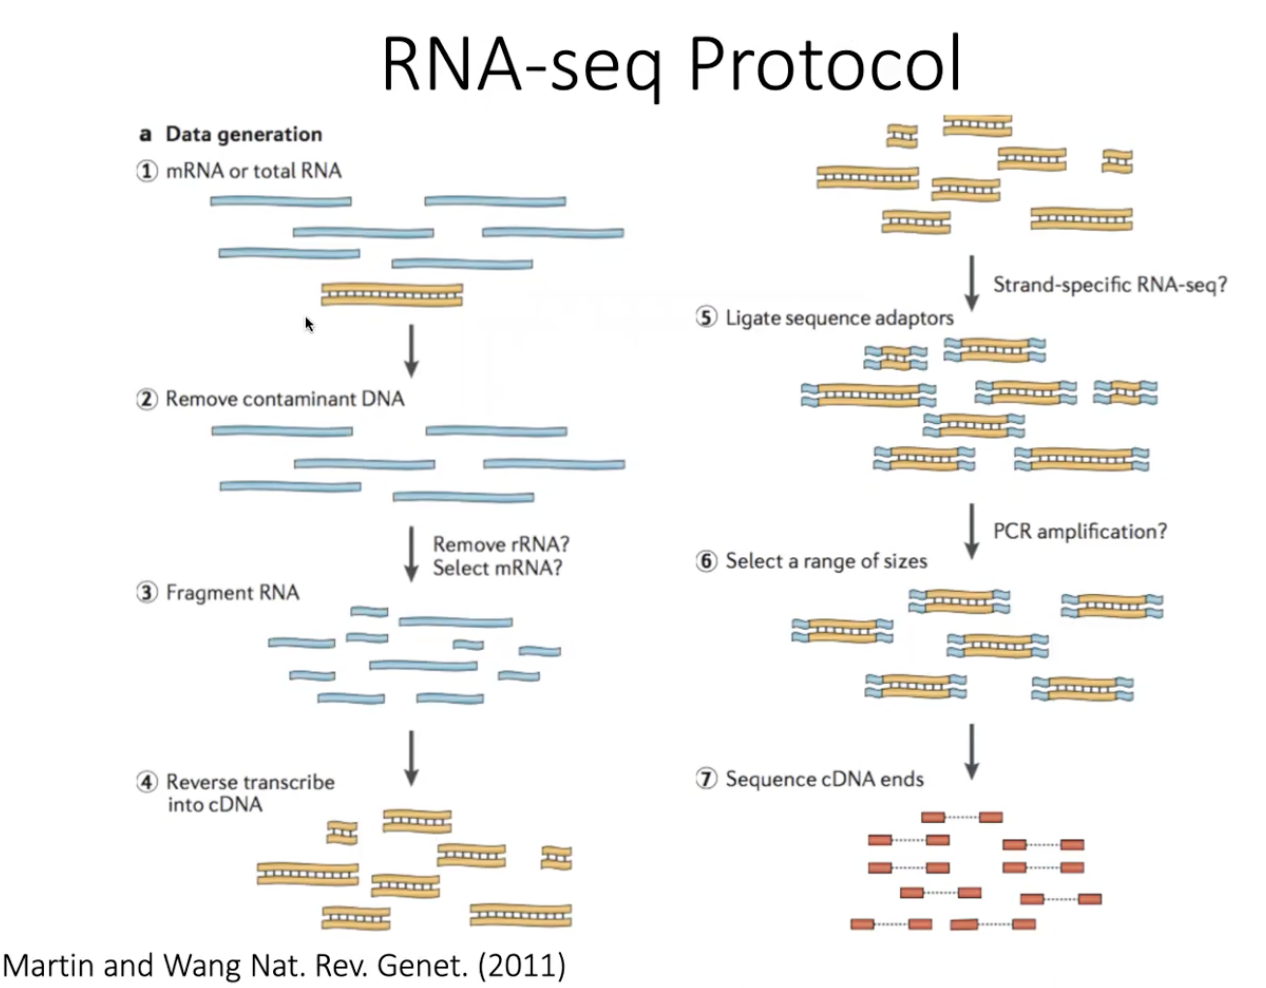 RNA-seq Protocol
a Data generation
1 mRNA or total RNA
2 Remove contaminant DNA
Remove rRNA?
Select mRNA?
3 Fragment RNA
4 Reverse transcribe
into cDNA
Strand-specific RNA-seq?
5 Ligate sequence adaptors
PCR amplification?
6 Select a range of sizes
7 Sequence cDNA ends
Martin and Wang Nat. Rev. Genet. (2011)